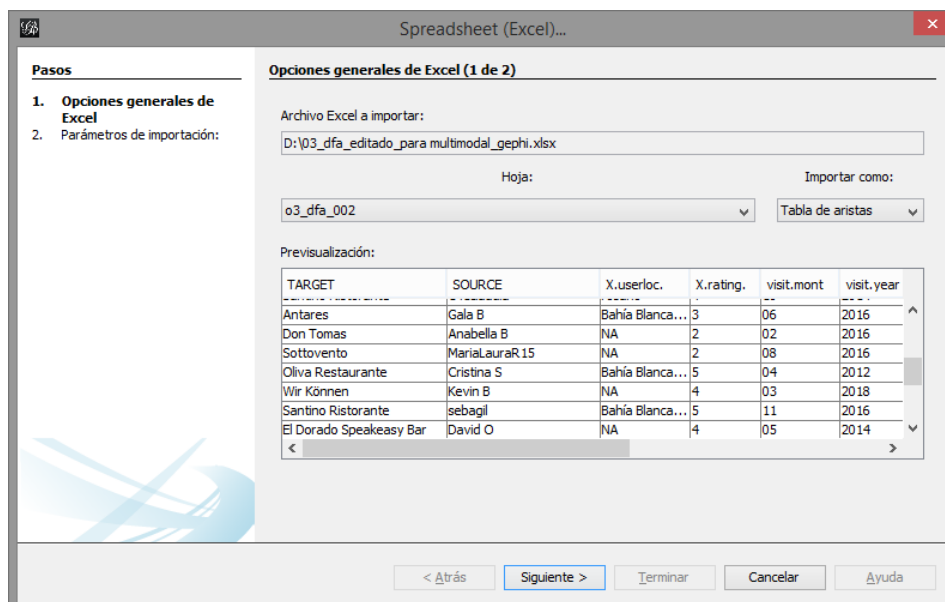 Spreadsheet (Excel)...
Pasos
1. Opciones generales de
Excel
2. Parámetros de importación:
Opciones generales de Excel (1 de 2)
Archivo Excel a importar:
D:\03_dfa_editado_para multimodal_gephi.xlsx
Hoja: Importar como:
o3_dfa_002 Tabla de aristas
Previsualización:
TARGET SOURCE X.userloc. X.rating. visit.mont visit.year
Antares Gala B Bahía Blanca... 3 06 2016
Don Tomas Anabella B NA 2 02 2016
Sottovento MariaLauraR15 NA 2 08 2016
Oliva Restaurante Cristina S Bahía Blanca... 5 04 2012
Wir Können Kevin B NA 4 03 2018
Santino Ristorante sebagil Bahía Blanca... 5 11 2016
El Dorado Speakeasy Bar David O NA 4 05 2014
< Atrás Siguiente > Terminar Cancelar Ayuda